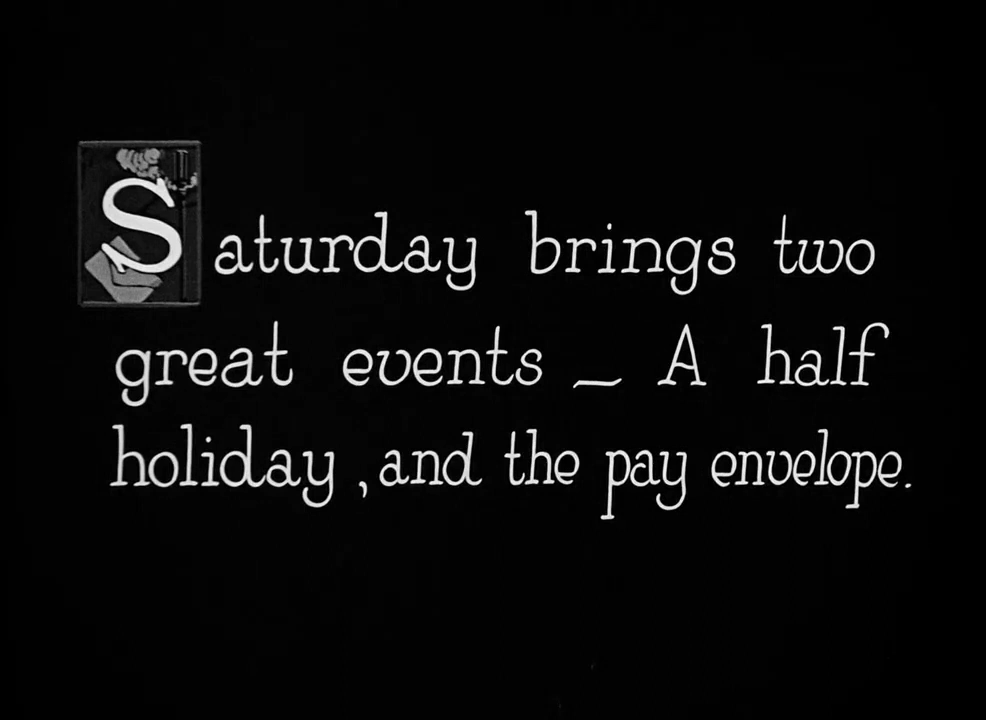 Saturday brings two
great events — A half
holiday, and the pay envelope.